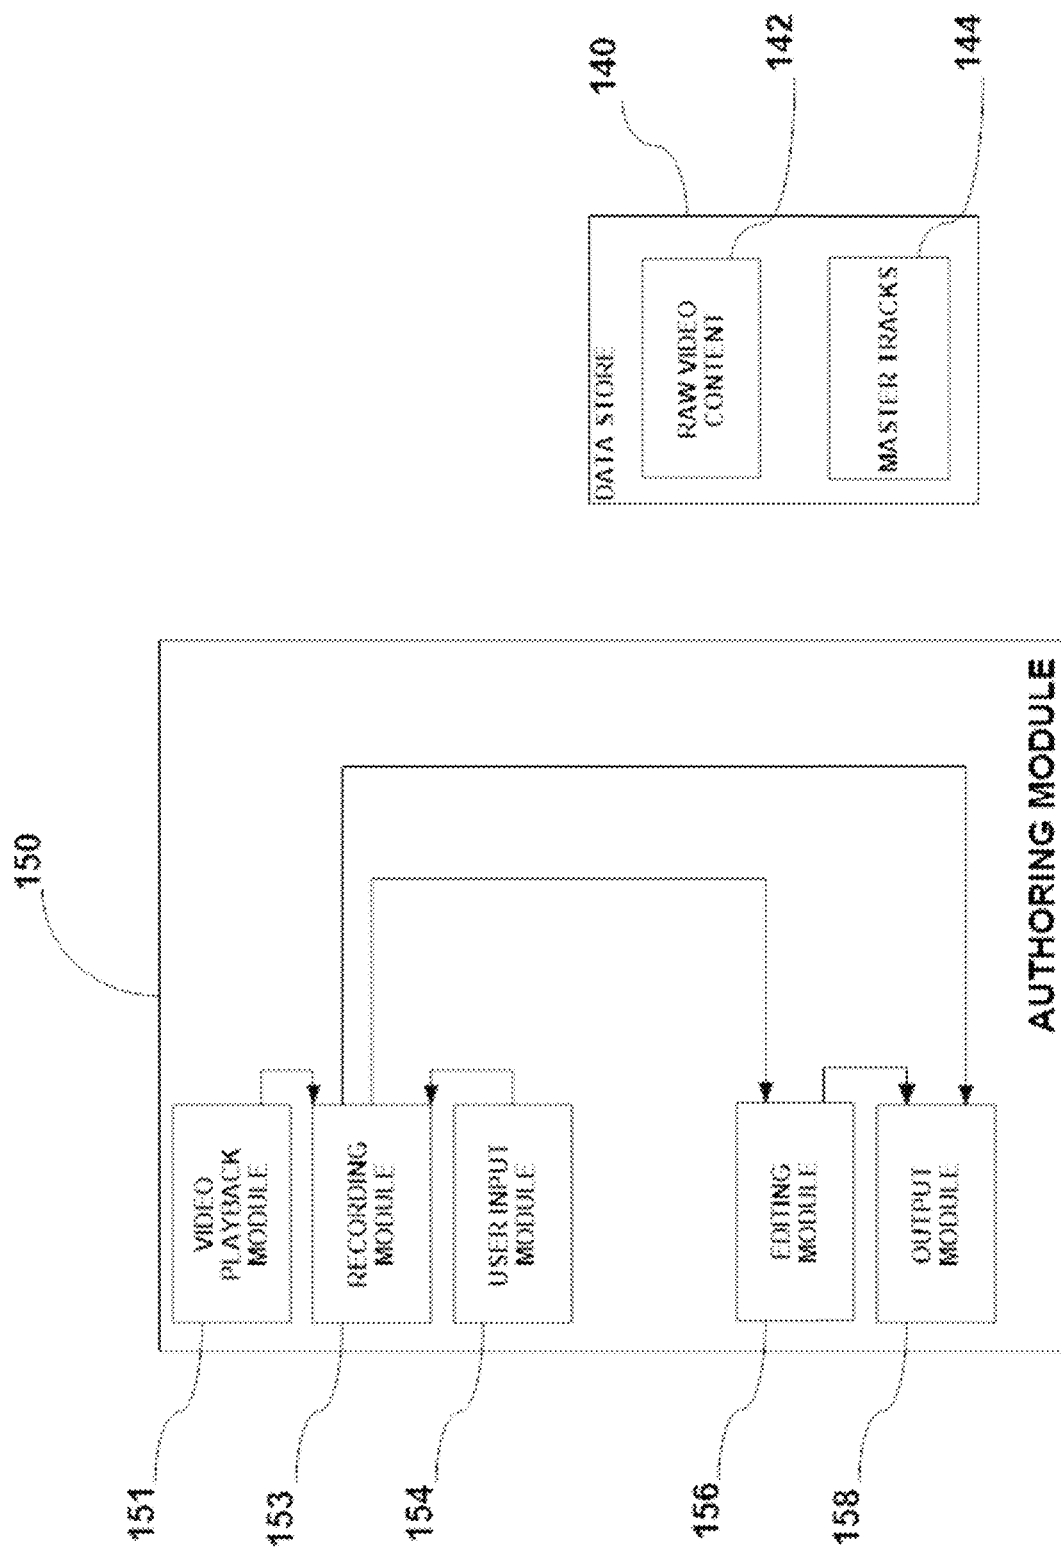 150
151
VIDEO
PLAYBACK
MODULE
153
RECORDING
MODULE
154
USER INPUT
MODULE
156
EDITING
MODULE
158
OUTPUT
MODULE
AUTHORING MODULE
140
DATA STORE
142
RAW VIDEO
CONTENT
144
MASTER TRACKS